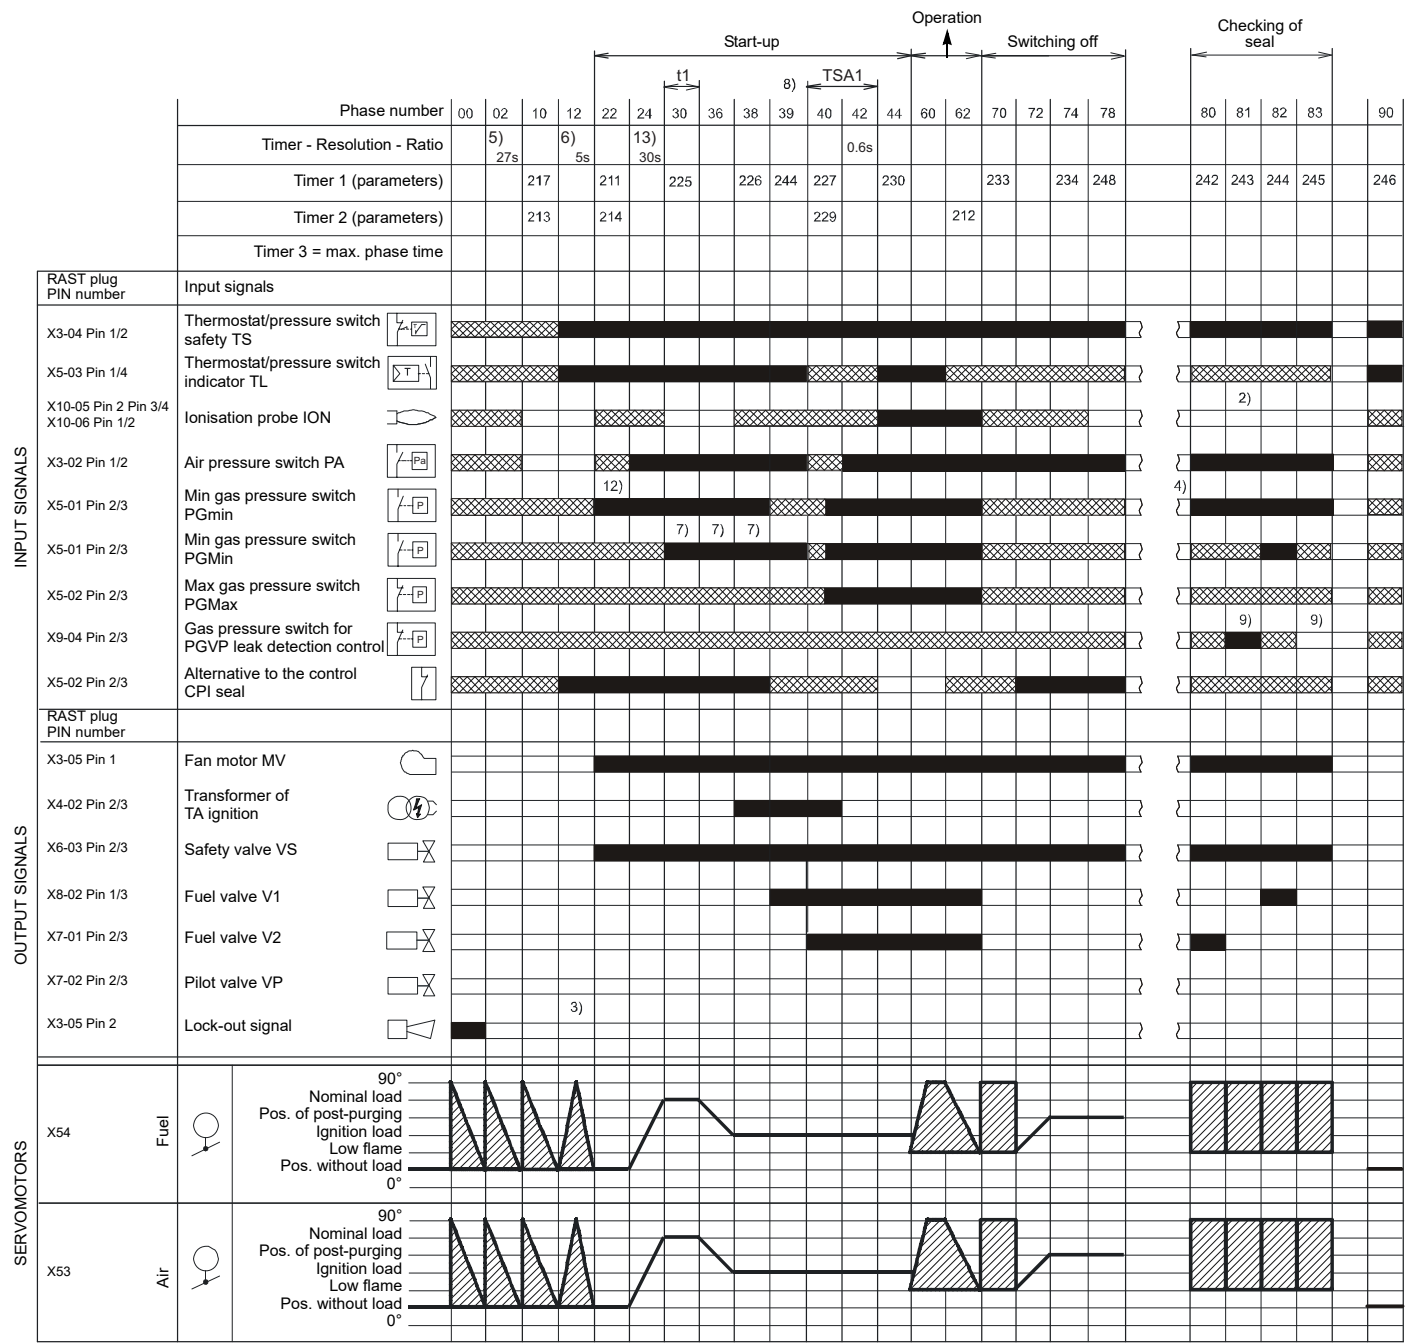 Operation
Start-up
Switching off
Checking of
seal
t1
8)
TSA1
Phase number 00 02 10 12 22 24 30 36 38 39 40 42 44 60 62 70 72 74 78 80 81 82 83 90
Timer - Resolution - Ratio 5) 27s 6) 5s 13) 30s 0.6s
Timer 1 (parameters) 217 211 225 226 244 227 230 233 234 248 242 243 244 245 246
Timer 2 (parameters) 213 214 229 212
Timer 3 = max. phase time
INPUT SIGNALS
RAST plug
PIN number
Input signals
X3-04 Pin 1/2
Thermostat/pressure switch
safety TS
X5-03 Pin 1/4
Thermostat/pressure switch
indicator TL
T
2)
X10-05 Pin 2 Pin 3/4
X10-06 Pin 1/2
Ionisation probe ION
X3-02 Pin 1/2
Air pressure switch PA
Pa
12)
4)
X5-01 Pin 2/3
Min gas pressure switch
PGmin
P
7) 7) 7)
X5-01 Pin 2/3
Min gas pressure switch
PGMin
P
X5-02 Pin 2/3
Max gas pressure switch
PGMax
P
9) 9)
X9-04 Pin 2/3
Gas pressure switch for
PGVP leak detection control
P
X5-02 Pin 2/3
Alternative to the control
CPI seal
OUTPUT SIGNALS
RAST plug
PIN number
X3-05 Pin 1
Fan motor MV
X4-02 Pin 2/3
Transformer of
TA ignition
X6-03 Pin 2/3
Safety valve VS
X8-02 Pin 1/3
Fuel valve V1
X7-01 Pin 2/3
Fuel valve V2
X7-02 Pin 2/3
Pilot valve VP
3)
X3-05 Pin 2
Lock-out signal
SERVOMOTORS
X54
Fuel
90°
Nominal load
Pos. of post-purging
Ignition load
Low flame
Pos. without load
0°
X53
Air
90°
Nominal load
Pos. of post-purging
Ignition load
Low flame
Pos. without load
0°